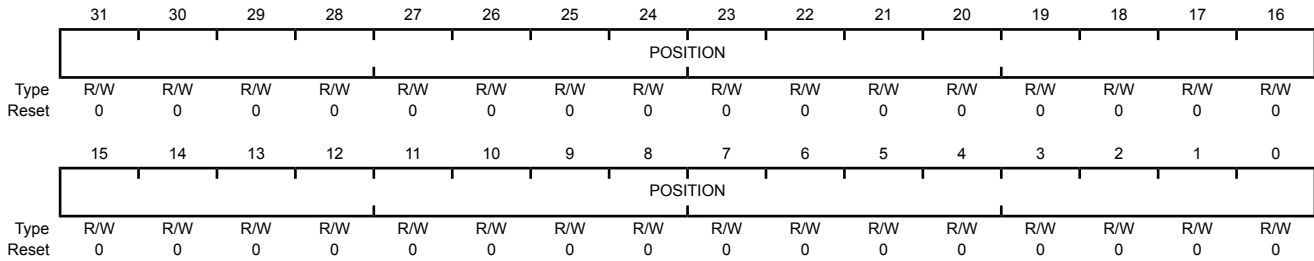 31 30 29 28 27 26 25 24 23 22 21 20 19 18 17 16
POSITION
Type R/W R/W R/W R/W R/W R/W R/W R/W R/W R/W R/W R/W R/W R/W R/W R/W
Reset 0 0 0 0 0 0 0 0 0 0 0 0 0 0 0 0
15 14 13 12 11 10 9 8 7 6 5 4 3 2 1 0
POSITION
Type R/W R/W R/W R/W R/W R/W R/W R/W R/W R/W R/W R/W R/W R/W R/W R/W
Reset 0 0 0 0 0 0 0 0 0 0 0 0 0 0 0 0